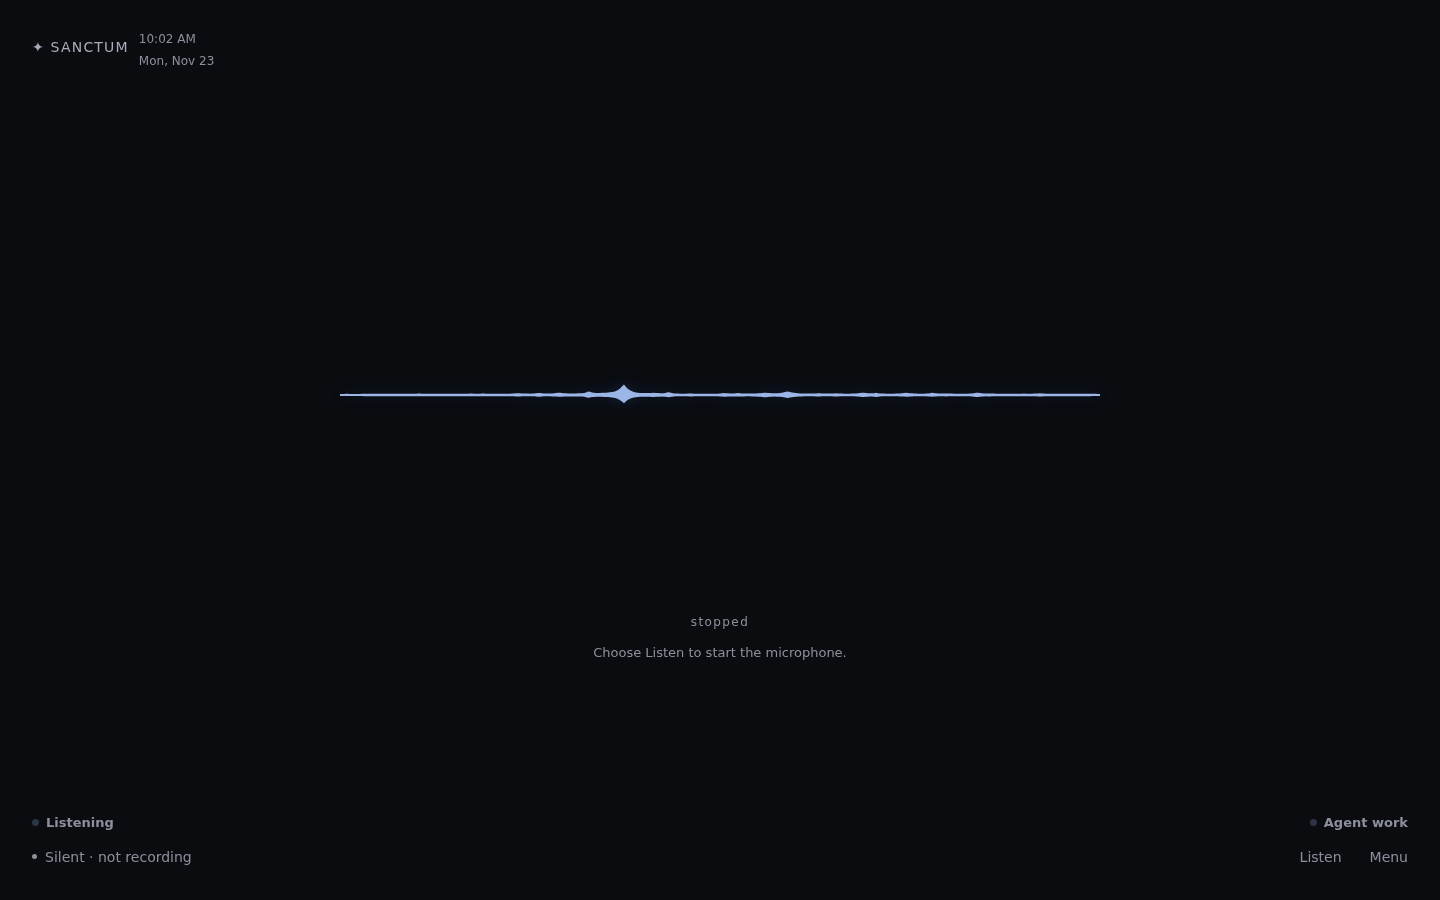 ✦ SANCTUM
10:02 AM
Mon, Nov 23
stopped
Choose Listen to start the microphone.
Listening
Agent work
• Silent · not recording
Listen
Menu